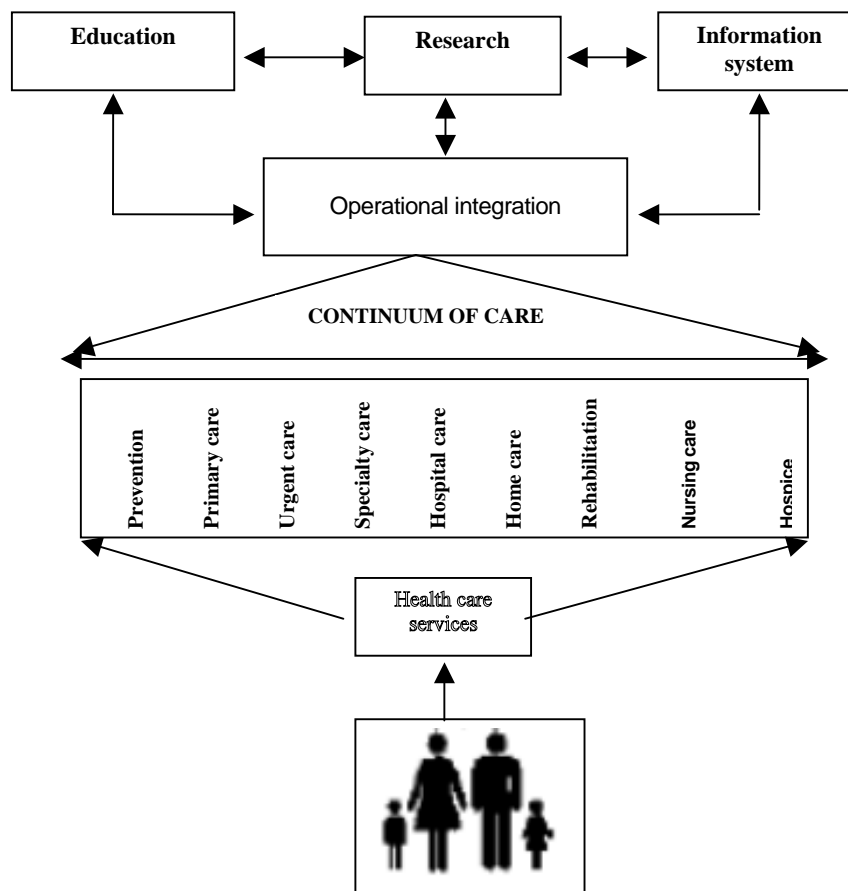 Education
Research
Information
system
Operational integration
CONTINUUM OF CARE
Prevention
Primary care
Urgent care
Specialty care
Hospital care
Home care
Rehabilitation
Nursing care
Hospice
Health care
services